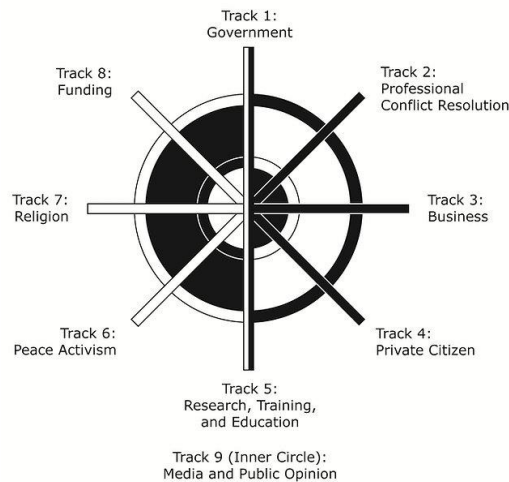 Track 1:
Government
Track 2:
Professional
Conflict Resolution
Track 3:
Business
Track 4:
Private Citizen
Track 5:
Research, Training,
and Education
Track 6:
Peace Activism
Track 7:
Religion
Track 8:
Funding
Track 9 (Inner Circle):
Media and Public Opinion